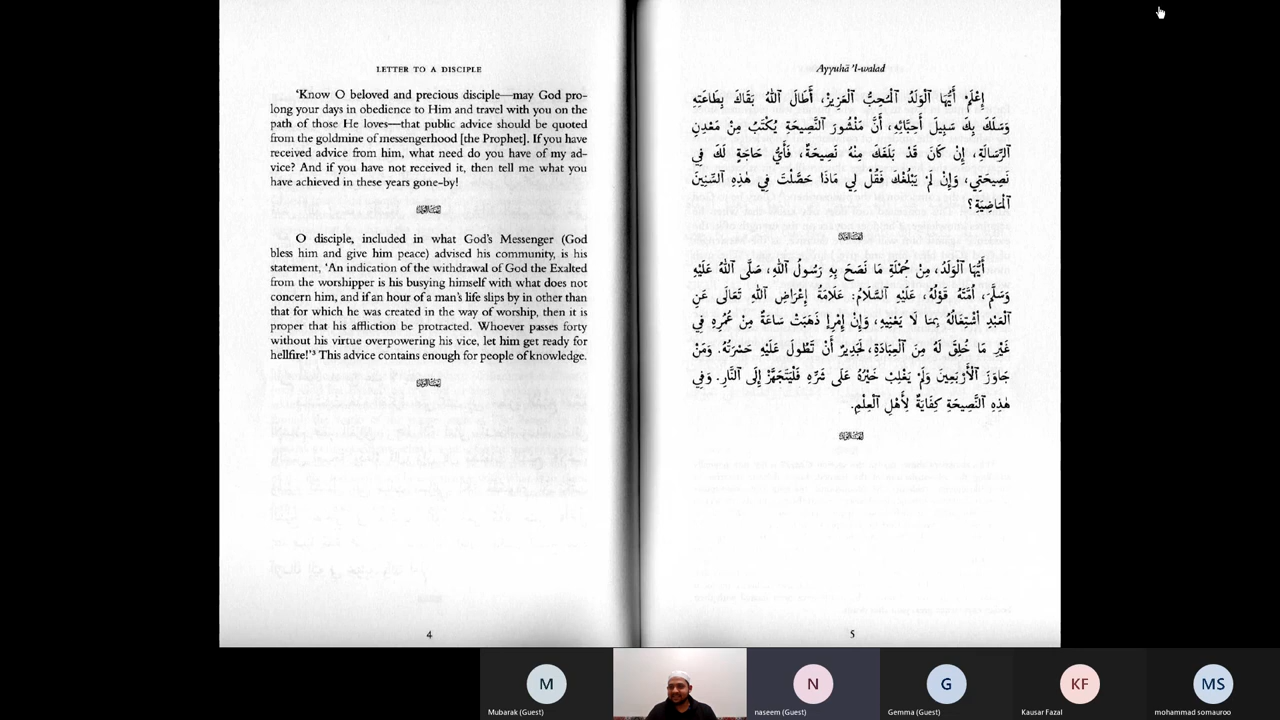 LETTER TO A DISCIPLE
'Know O beloved and precious disciple—may God pro-
long your days in obedience to Him and travel with you on the
path of those He loves—that public advice should be quoted
from the goldmine of messengerhood [the Prophet]. If you have
received advice from him, what need do you have of my ad-
vice? And if you have not received it, then tell me what you
have achieved in these years gone-by!
O disciple, included in what God's Messenger (God
bless him and give him peace) advised his community, is his
statement, 'An indication of the withdrawal of God the Exalted
from the worshipper is his busying himself with what does not
concern him, and if an hour of a man's life slips by in other than
that for which he was created in the way of worship, then it is
proper that his affliction be protracted. Whoever passes forty
without his virtue overpowering his vice, let him get ready for
hellfire!'³ This advice contains enough for people of knowledge.
4
Ayyuhā 'l-walad
إِعْلَمْ أَيُّهَا ٱلْوَلَدُ ٱلْمُحِبُّ ٱلْعَزِيزُ، أَطَالَ ٱللهُ بَقَاكَ بِطَاعَتِهِ
وَسَلَكَ بِكَ سَبِيلَ أَحِبَّائِهِ، أَنَّ مَنْشُورَ ٱلنَّصِيحَةِ يُكْتَبُ مِنْ مَعْدِنِ
ٱلرِّسَالَةِ، إِنْ كَانَ قَدْ بَلَغَكَ مِنْهُ نَصِيحَةٌ، فَأَيُّ حَاجَةٍ لَكَ فِي
نَصِيحَتِي، وَإِنْ لَمْ يَبْلُغْكَ فَقُلْ لِي مَاذَا حَصَّلْتَ فِي هٰذِهِ ٱلسِّنِينَ
ٱلْمَاضِيَةِ؟
أَيُّهَا ٱلْوَلَدُ، مِنْ جُمْلَةِ مَا نَصَحَ بِهِ رَسُولُ ٱللهِ، صَلَّى ٱللهُ عَلَيْهِ
وَسَلَّمَ، أُمَّتَهُ قَوْلُهُ، عَلَيْهِ ٱلسَّلَامُ: عَلَامَةُ إِعْرَاضِ ٱللهِ تَعَالَى عَنِ
ٱلْعَبْدِ ٱشْتِغَالُهُ بِمَا لَا يَعْنِيهِ، وَإِنْ إِمْرِءٍ ذَهَبَتْ سَاعَةٌ مِنْ عُمُرِهِ فِي
غَيْرِ مَا خُلِقَ لَهُ مِنَ ٱلْعِبَادَةِ، لَجَدِيرٌ أَنْ تَطُولَ عَلَيْهِ حَسْرَتُهُ. وَمَنْ
جَاوَزَ ٱلْأَرْبَعِينَ وَلَمْ يَغْلِبْ خَيْرُهُ عَلَى شَرِّهِ فَلْيَتَجَهَّزْ إِلَى ٱلنَّارِ. وَفِي
هٰذِهِ ٱلنَّصِيحَةِ كِفَايَةٌ لِأَهْلِ ٱلْعِلْمِ.
5
M
N
G
KF
MS
Mubarak (Guest)
naseem (Guest)
Gemma (Guest)
Kausar Fazal
mohammad somauroo